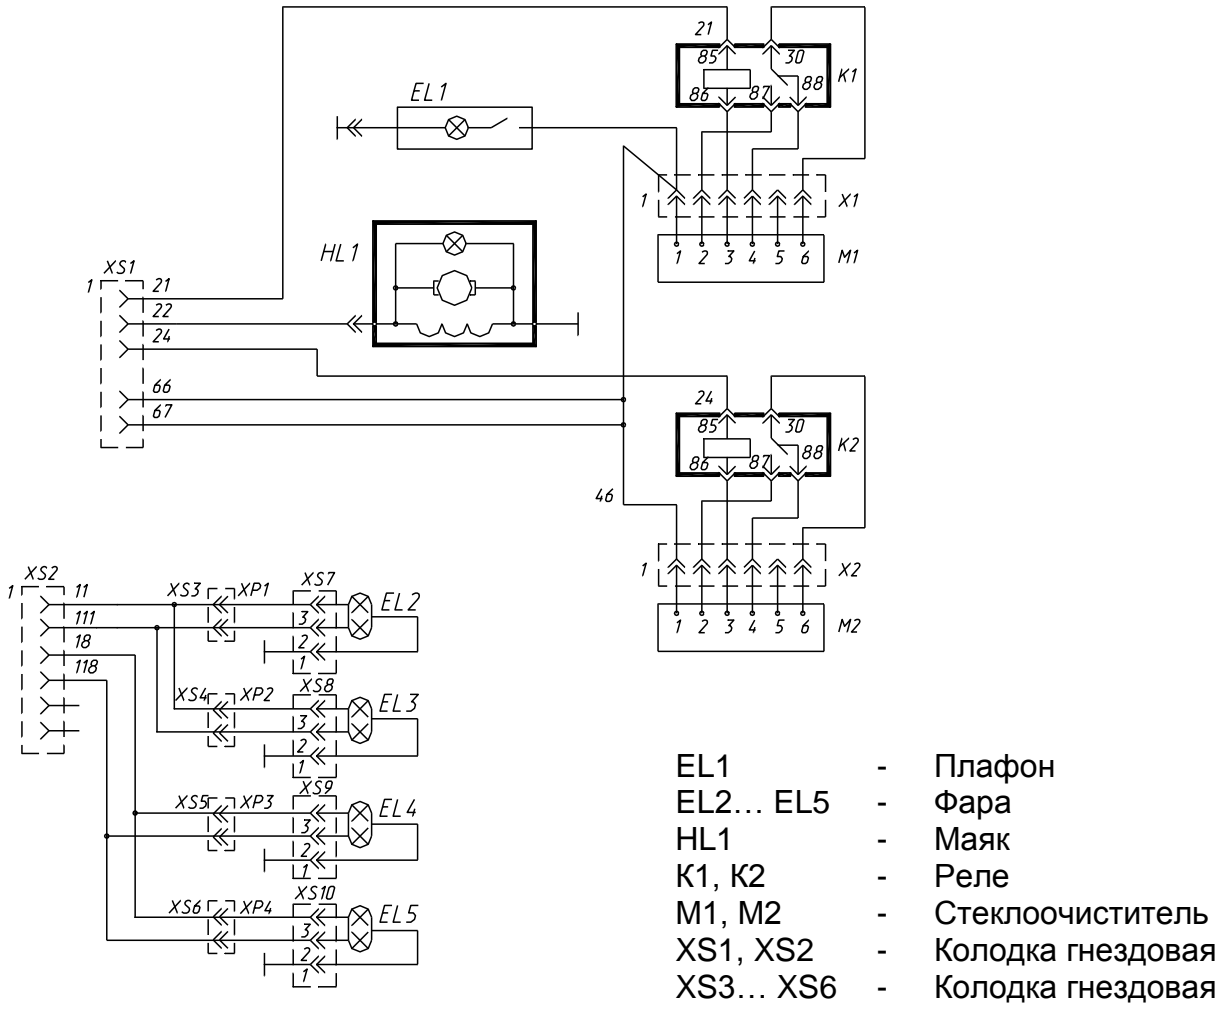 21
85
30
K1
86
87
88
EL1
1
X1
1 2 3 4 5 6
M1
HL1
XS1
1
21
22
24
66
67
24
85
30
K2
86
87
88
46
1
X2
1 2 3 4 5 6
M2
XS2
1
11
111
18
118
XS3
XP1
XS7
3
2
1
EL2
XS4
XP2
XS8
3
2
1
EL3
XS5
XP3
XS9
3
2
1
EL4
XS6
XP4
XS10
3
2
1
EL5
EL1 - Плафон
EL2... EL5 - Фара
HL1 - Маяк
К1, К2 - Реле
М1, М2 - Стеклоочиститель
XS1, XS2 - Колодка гнездовая
XS3... XS6 - Колодка гнездовая